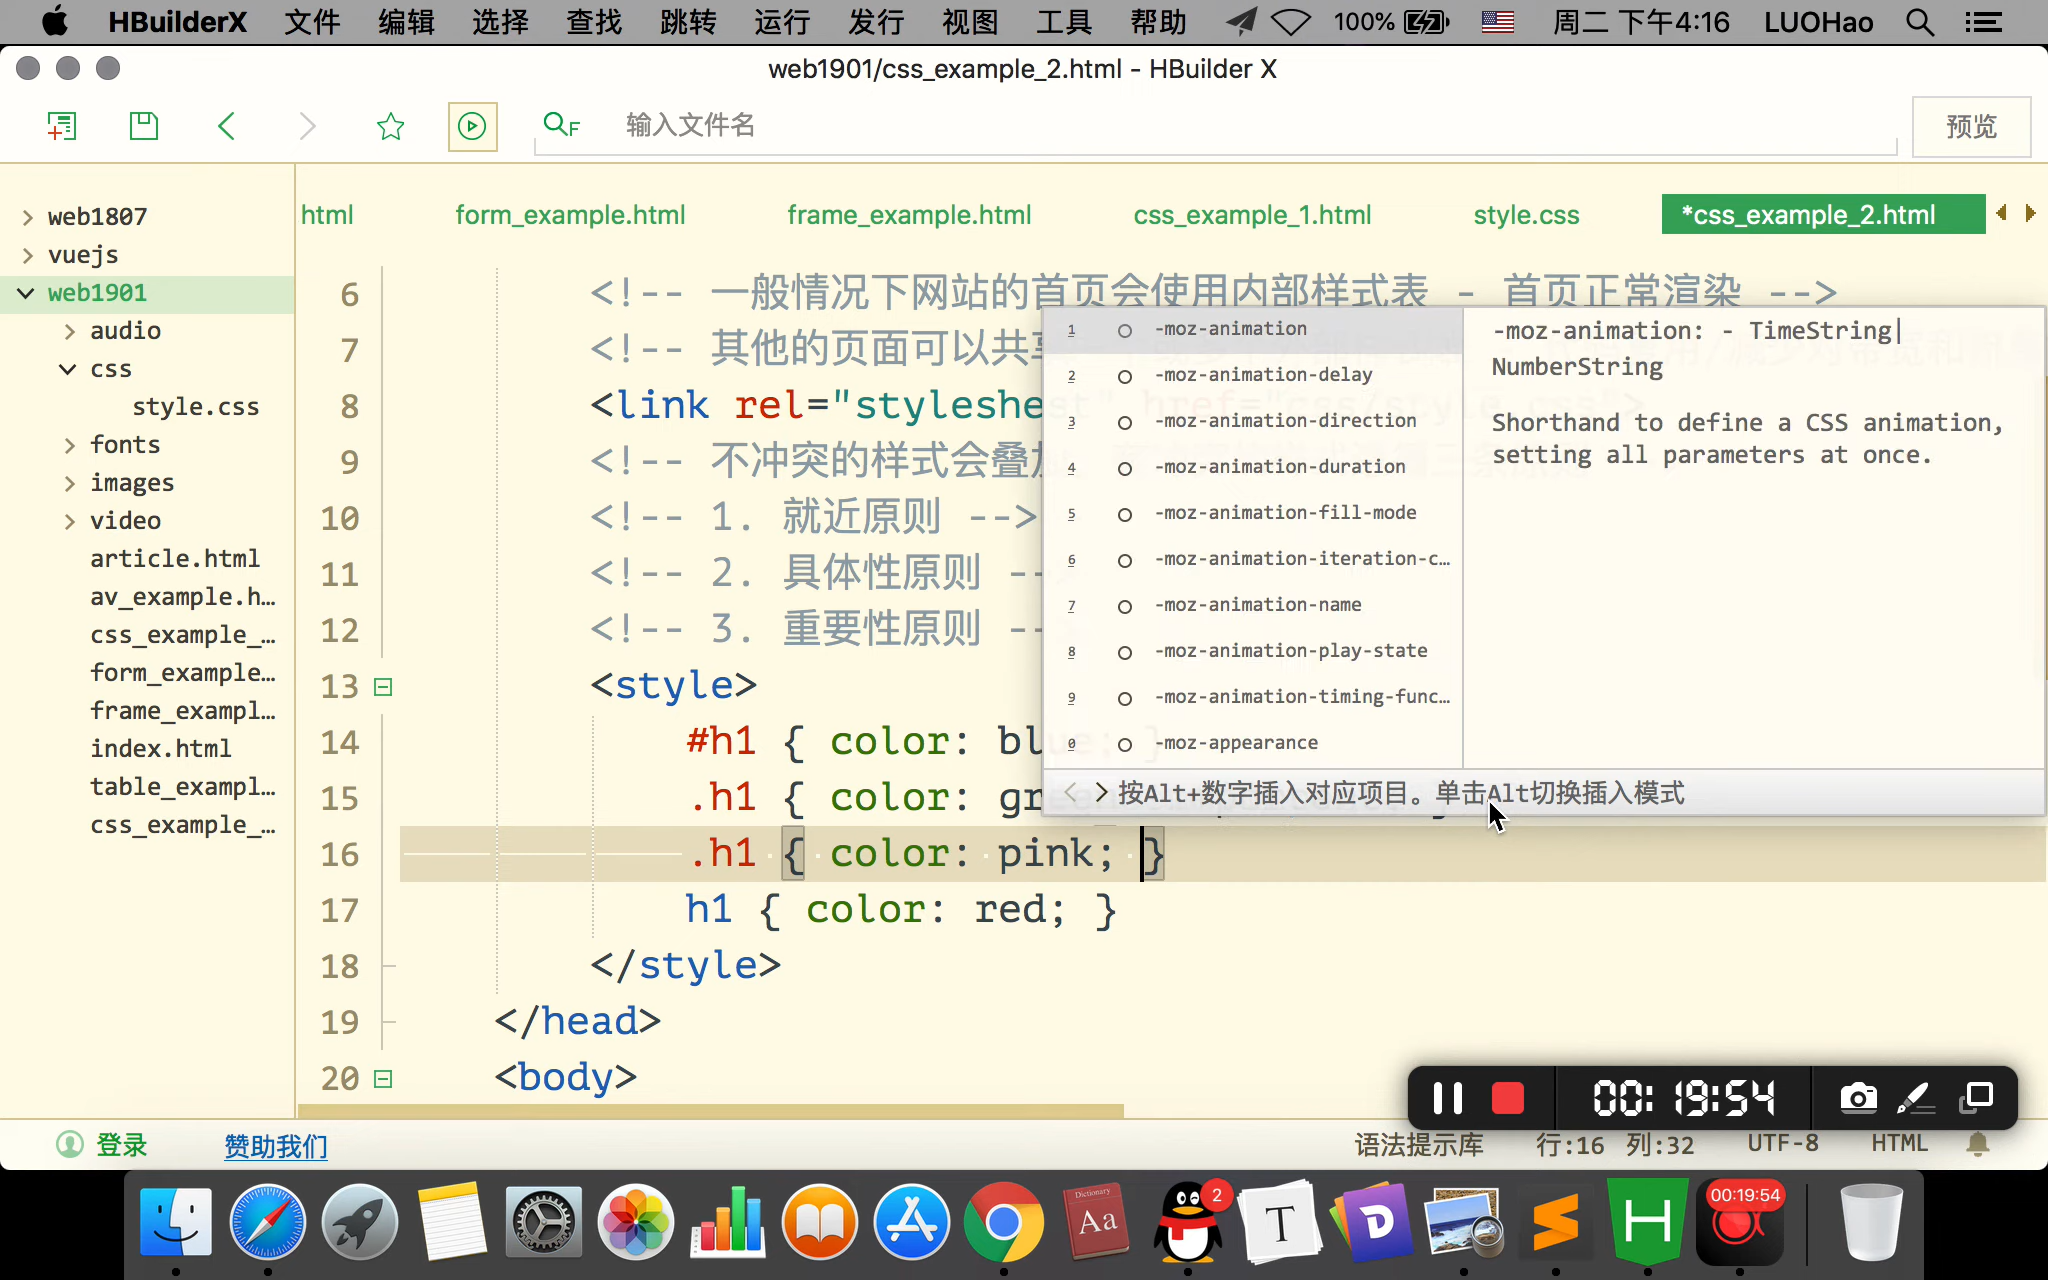 HBuilderX 文件 编辑 选择 查找 跳转 运行 发行 视图 工具 帮助 100% 周二 下午4:16 LUOHao
web1901/css_example_2.html - HBuilder X
输入文件名 预览
html form_example.html frame_example.html css_example_1.html style.css *css_example_2.html
web1807
vuejs
web1901
audio
css
style.css
fonts
images
video
article.html
av_example.h…
css_example_…
form_example…
frame_exampl…
index.html
table_exampl…
css_example_…
6 <!-- 一般情况下网站的首页会使用内部样式表 - 首页正常渲染 -->
7 <!-- 其他的页面可以共享
8 <link rel="stylesheet" href="css/style.css">
9 <!-- 不冲突的样式会叠加
10 <!-- 1. 就近原则 -->
11 <!-- 2. 具体性原则 --
12 <!-- 3. 重要性原则 --
13 <style>
14 #h1 { color: blue; }
15 .h1 { color: green
16 .h1 { color: pink; }
17 h1 { color: red; }
18 </style>
19 </head>
20 <body>
1 -moz-animation
2 -moz-animation-delay
3 -moz-animation-direction
4 -moz-animation-duration
5 -moz-animation-fill-mode
6 -moz-animation-iteration-c…
7 -moz-animation-name
8 -moz-animation-play-state
9 -moz-animation-timing-func…
0 -moz-appearance
-moz-animation: - TimeString|
NumberString
Shorthand to define a CSS animation,
setting all parameters at once.
按Alt+数字插入对应项目。单击Alt切换插入模式
00:19:54
登录 赞助我们 语法提示库 行:16 列:32 UTF-8 HTML
Dictionary
Aa
2
T
D
H
00:19:54